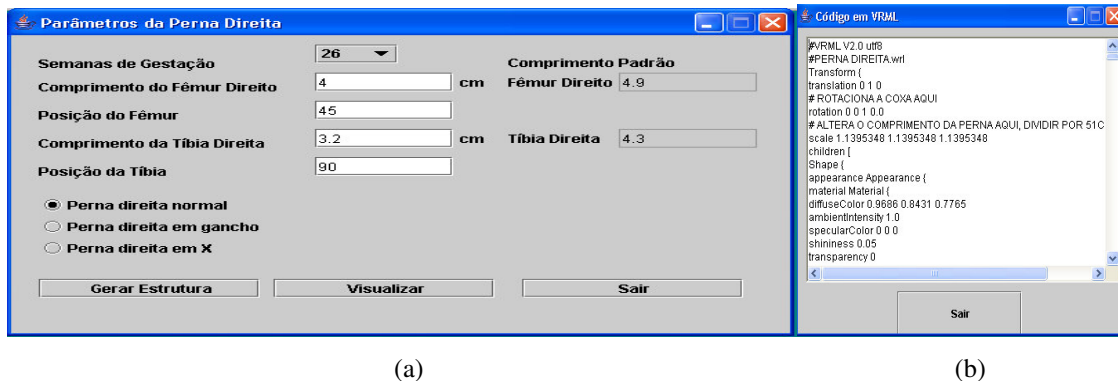 Parâmetros da Perna Direita
Semanas de Gestação 26 Comprimento Padrão
Comprimento do Fêmur Direito 4 cm Fêmur Direito 4.9
Posição do Fêmur 45
Comprimento da Tíbia Direita 3.2 cm Tíbia Direita 4.3
Posição da Tíbia 90
Perna direita normal
Perna direita em gancho
Perna direita em X
Gerar Estrutura Visualizar Sair
(a)
Código em VRML
#VRML V2.0 utf8
#PERNA DIREITA.wrl
Transform {
translation 0 1 0
# ROTACIONA A COXA AQUI
rotation 0 0 1 0.0
# ALTERA O COMPRIMENTO DA PERNA AQUI, DIVIDIR POR 51C
scale 1.1395348 1.1395348 1.1395348
children [
Shape {
appearance Appearance {
material Material {
diffuseColor 0.9686 0.8431 0.7765
ambientIntensity 1.0
specularColor 0 0 0
shininess 0.05
transparency 0
Sair
(b)